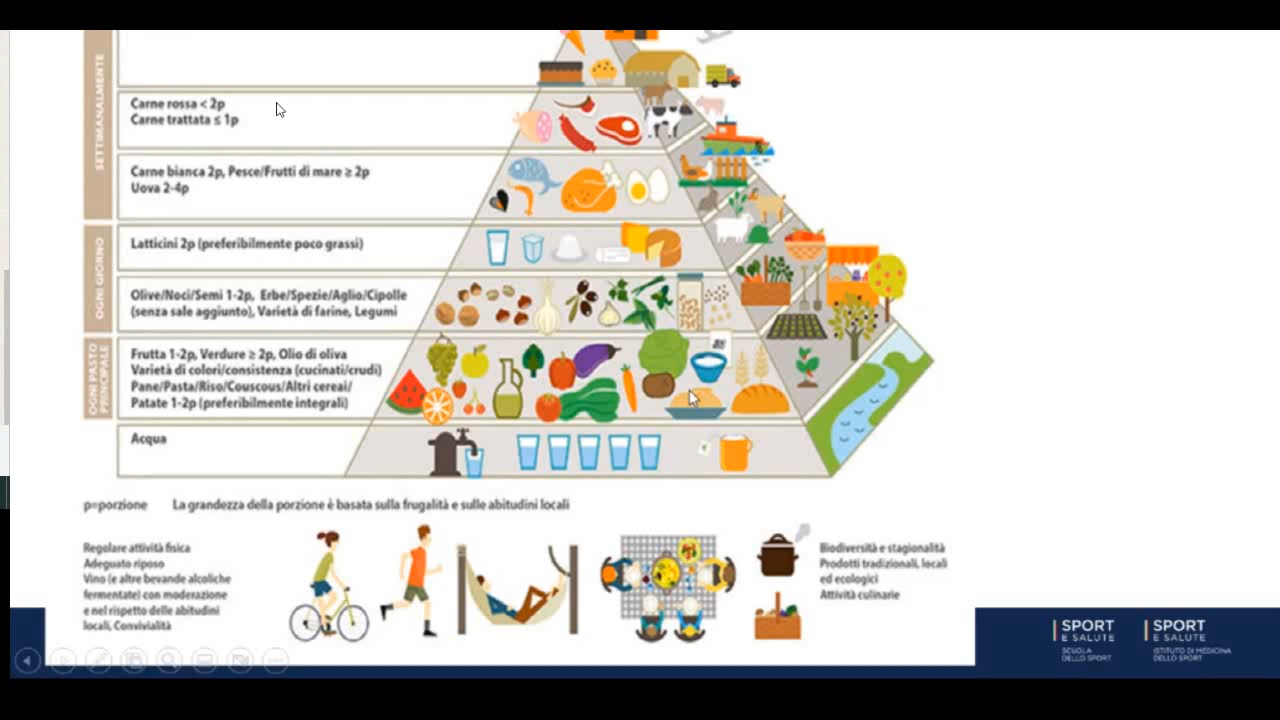 SETTIMANALMENTE
Carne rossa < 2p
Carne trattata ≤ 1p
Carne bianca 2p, Pesce/Frutti di mare ≥ 2p
Uova 2-4p
OGNI GIORNO
Latticini 2p (preferibilmente poco grassi)
Olive/Noci/Semi 1-2p, Erbe/Spezie/Aglio/Cipolle
(senza sale aggiunto), Varietà di farine, Legumi
OGNI PASTO
PRINCIPALE
Frutta 1-2p, Verdure ≥ 2p, Olio di oliva
Varietà di colori/consistenza (cucinati/crudi)
Pane/Pasta/Riso/Couscous/Altri cereai/
Patate 1-2p (preferibilmente integrali)
Acqua
p=porzione La grandezza della porzione è basata sulla frugalità e sulle abitudini locali
Regolare attività fisica
Adeguato riposo
Vino (e altre bevande alcoliche
fermentate) con moderazione
e nel rispetto delle abitudini
locali, Convivialità
Biodiversità e stagionalità
Prodotti tradizionali, locali
ed ecologici
Attività culinarie
SPORT
E SALUTE
SCUOLA
DELLO SPORT
SPORT
E SALUTE
ISTITUTO DI MEDICINA
DELLO SPORT